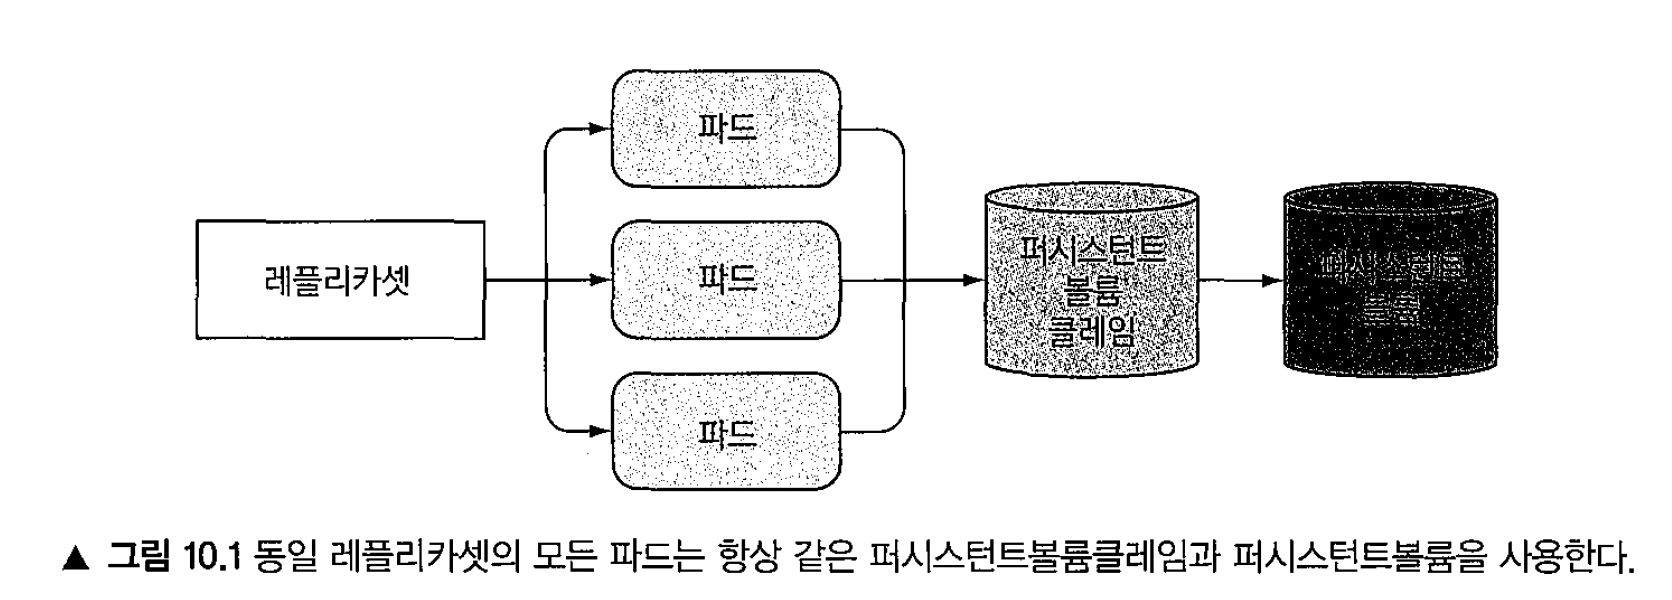 파드
레플리카셋
파드
파드
퍼시스턴트
볼륨
클레임
퍼시스턴트
볼륨
▲ 그림 10.1 동일 레플리카셋의 모든 파드는 항상 같은 퍼시스턴트볼륨클레임과 퍼시스턴트볼륨을 사용한다.